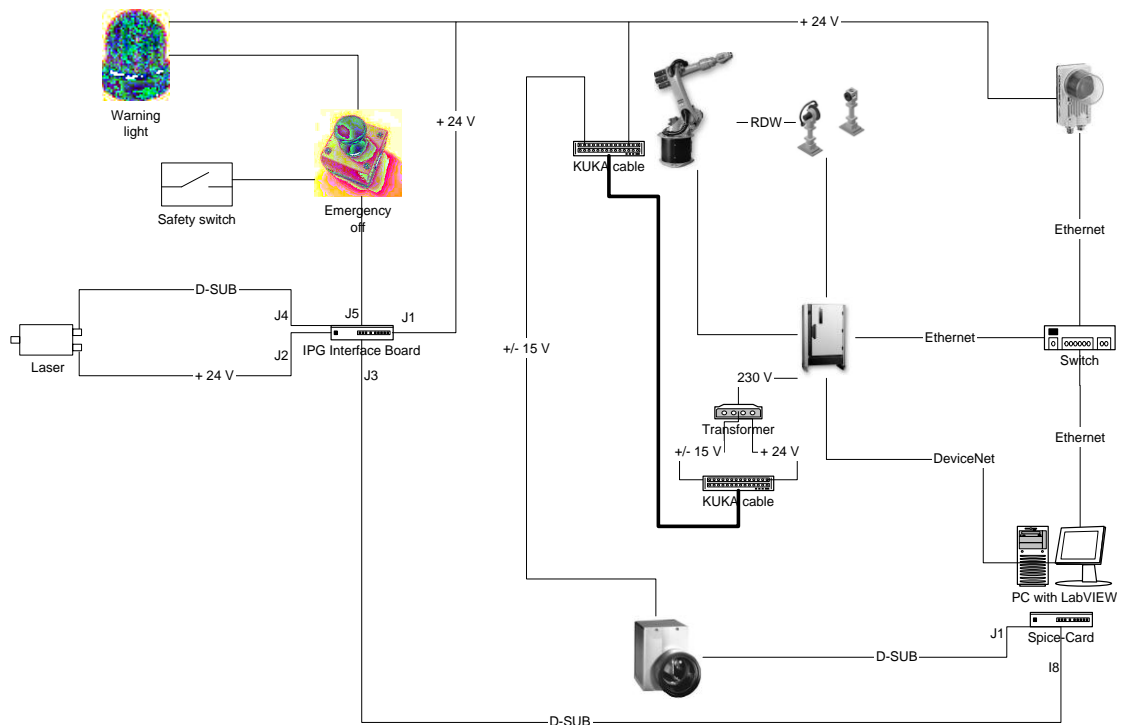 + 24 V
Warning
light
+ 24 V
RDW
KUKA cable
Safety switch
Emergency
off
Ethernet
D-SUB
J4
J5
J1
IPG Interface Board
J2
J3
Laser
+ 24 V
+/- 15 V
Ethernet
Switch
230 V
Transformer
+/- 15 V
+ 24 V
Ethernet
DeviceNet
KUKA cable
PC with LabVIEW
J1
Spice-Card
D-SUB
I8
D-SUB